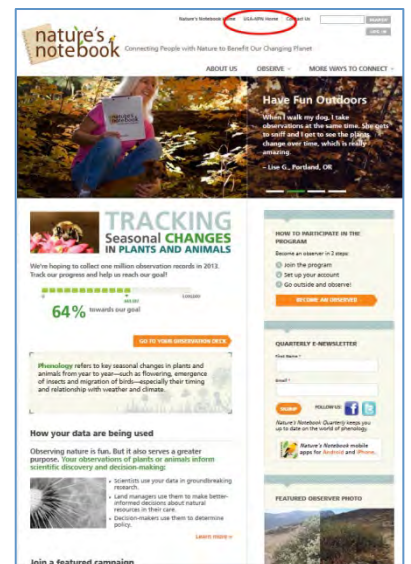 Nature's Notebook Home USA-NPN Home Contact Us
SEARCH
LOG IN
nature's
notebook
Connecting People with Nature to Benefit Our Changing Planet
ABOUT US OBSERVE MORE WAYS TO CONNECT
Have Fun Outdoors
When I walk my dog, I take
observations at the same time. She gets
to sniff and I get to see the plants
change over time, which is really
amazing.
– Lise G., Portland, OR
TRACKING
Seasonal CHANGES
IN PLANTS AND ANIMALS
We're hoping to collect one million observation records in 2013.
Track our progress and help us reach our goal!
0
1,000,000
64% towards our goal
GO TO YOUR OBSERVATION DECK
Phenology refers to key seasonal changes in plants and
animals from year to year—such as flowering, emergence
of insects and migration of birds—especially their timing
and relationship with weather and climate.
How your data are being used
Observing nature is fun. But it also serves a greater
purpose. Your observations of plants or animals inform
scientific discovery and decision-making:
Scientists use your data in groundbreaking
research.
Land managers use them to make better-
informed decisions about natural
resources in their care.
Decision-makers use them to determine
policy.
Learn more »
Join a featured campaign
HOW TO PARTICIPATE IN THE
PROGRAM
Become an observer in 3 steps:
1 Join the program
2 Set up your account
3 Go outside and observe!
BECOME AN OBSERVER
QUARTERLY E-NEWSLETTER
First Name *
Email *
SIGNUP FOLLOW US:
Nature's Notebook Quarterly keeps you
up to date on the world of phenology.
Nature's Notebook mobile
apps for Android and iPhone.
FEATURED OBSERVER PHOTO